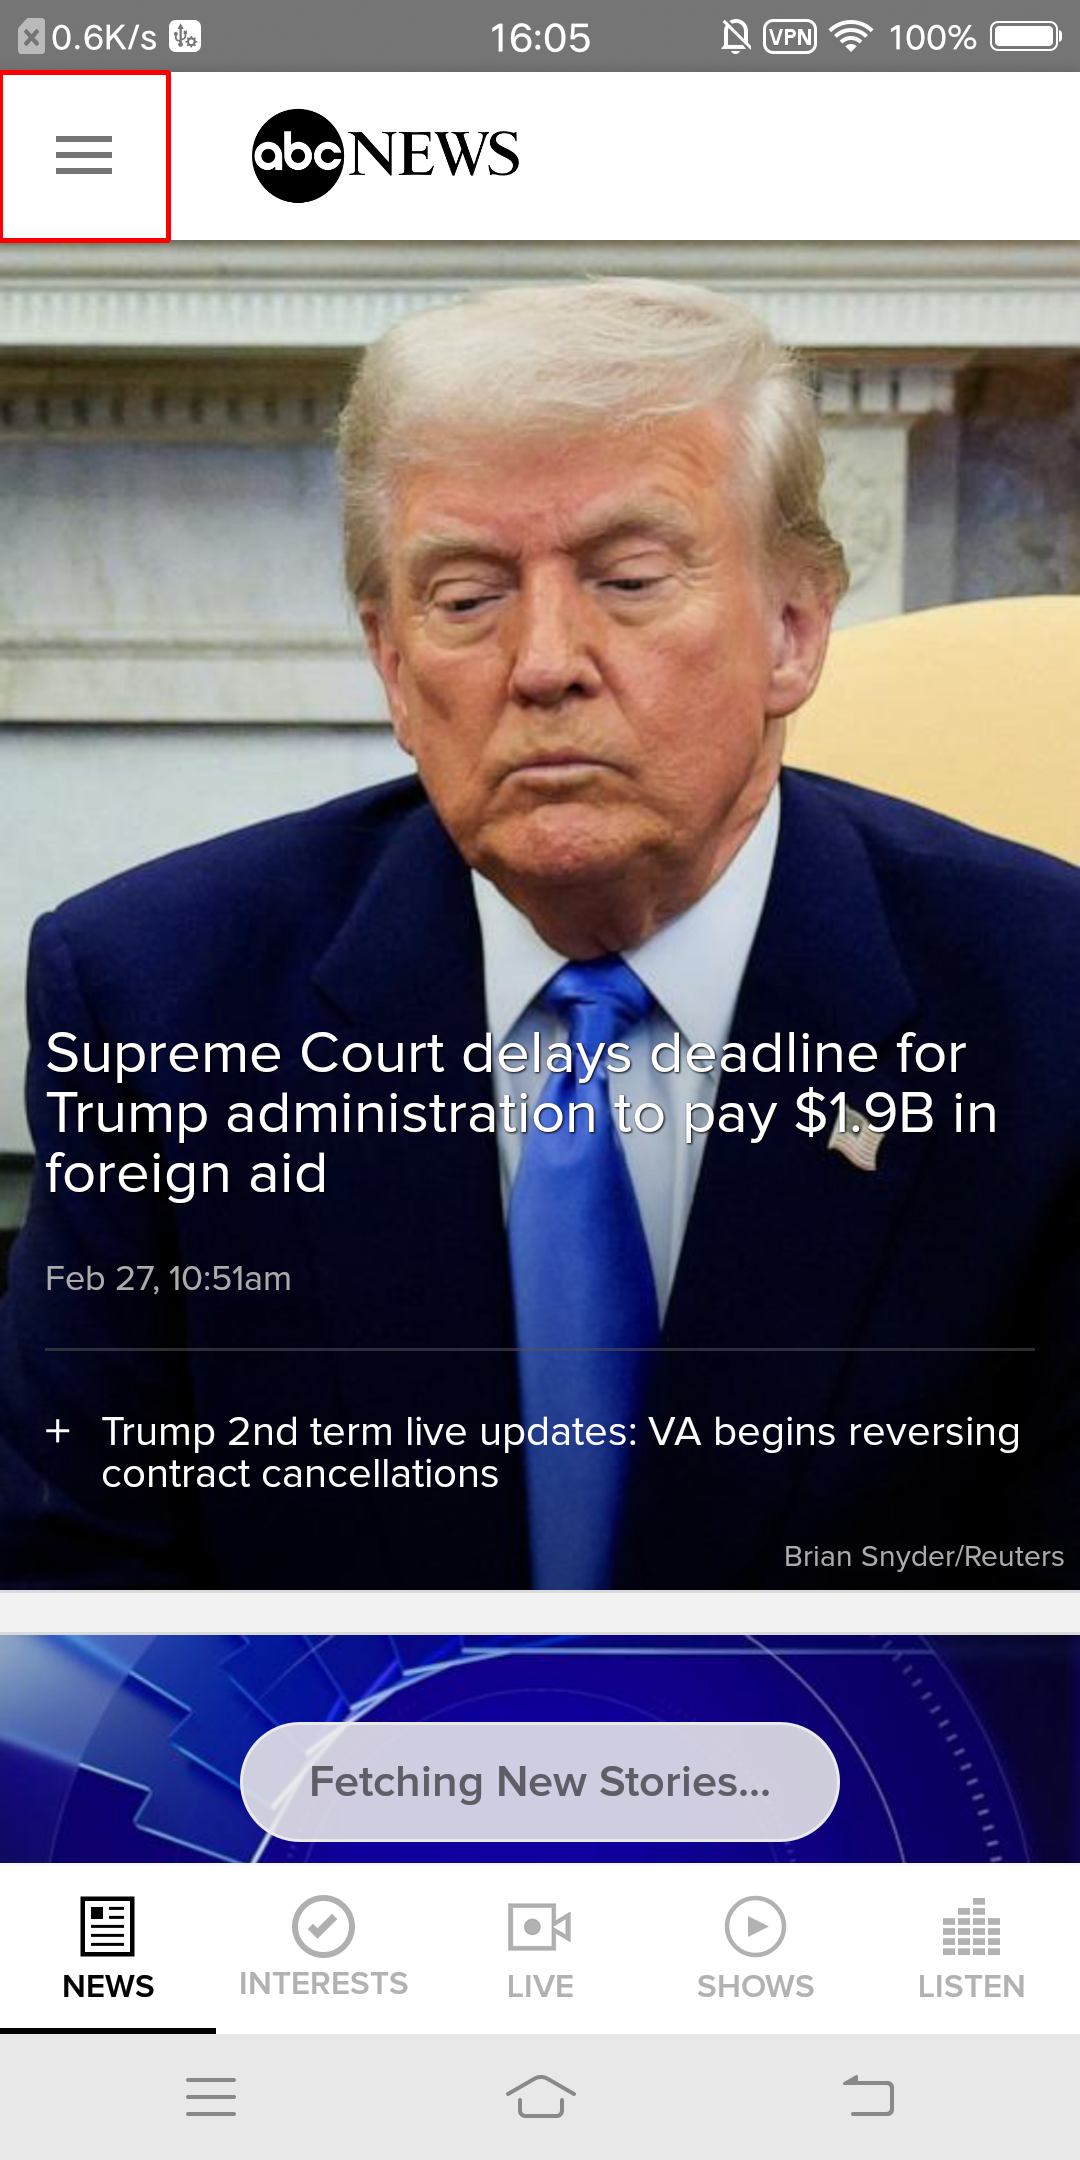 0.6K/s 16:05 VPN 100%
abc NEWS
Supreme Court delays deadline for
Trump administration to pay $1.9B in
foreign aid
Feb 27, 10:51am
+ Trump 2nd term live updates: VA begins reversing
contract cancellations
Brian Snyder/Reuters
Fetching New Stories...
NEWS INTERESTS LIVE SHOWS LISTEN